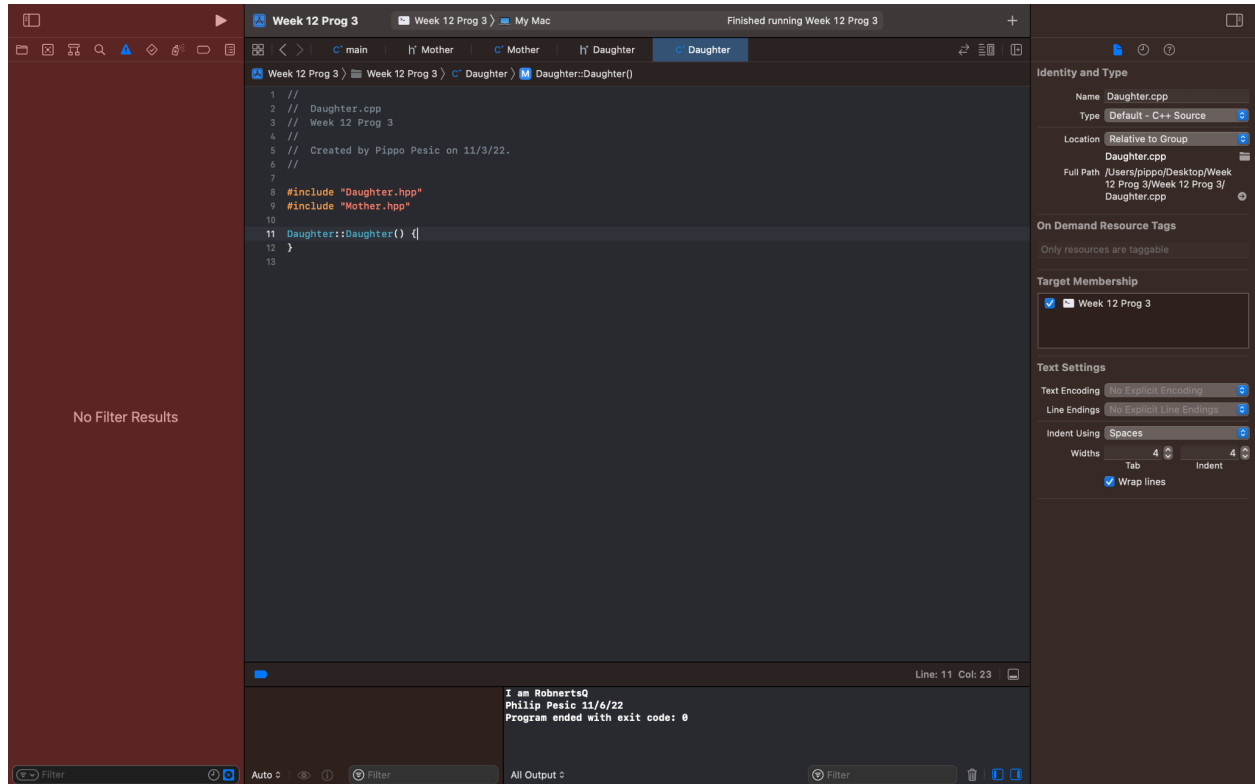 Week 12 Prog 3
Week 12 Prog 3 〉 My Mac
Finished running Week 12 Prog 3
+
main
h Mother
C+ Mother
h Daughter
C+ Daughter
Week 12 Prog 3 〉 Week 12 Prog 3 〉 C+ Daughter 〉 M Daughter::Daughter()
1 //
2 //  Daughter.cpp
3 //  Week 12 Prog 3
4 //
5 //  Created by Pippo Pesic on 11/3/22.
6 //
7
8 #include "Daughter.hpp"
9 #include "Mother.hpp"
10
11 Daughter::Daughter() {
12 }
13
No Filter Results
Filter
Line: 11 Col: 23
I am RobnertsQ
Philip Pesic 11/6/22
Program ended with exit code: 0
Auto
Filter
All Output
Filter
Identity and Type
Name Daughter.cpp
Type Default - C++ Source
Location Relative to Group
Daughter.cpp
Full Path /Users/pippo/Desktop/Week
12 Prog 3/Week 12 Prog 3/
Daughter.cpp
On Demand Resource Tags
Only resources are taggable
Target Membership
Week 12 Prog 3
Text Settings
Text Encoding No Explicit Encoding
Line Endings No Explicit Line Endings
Indent Using Spaces
Widths 4 4
Tab Indent
Wrap lines